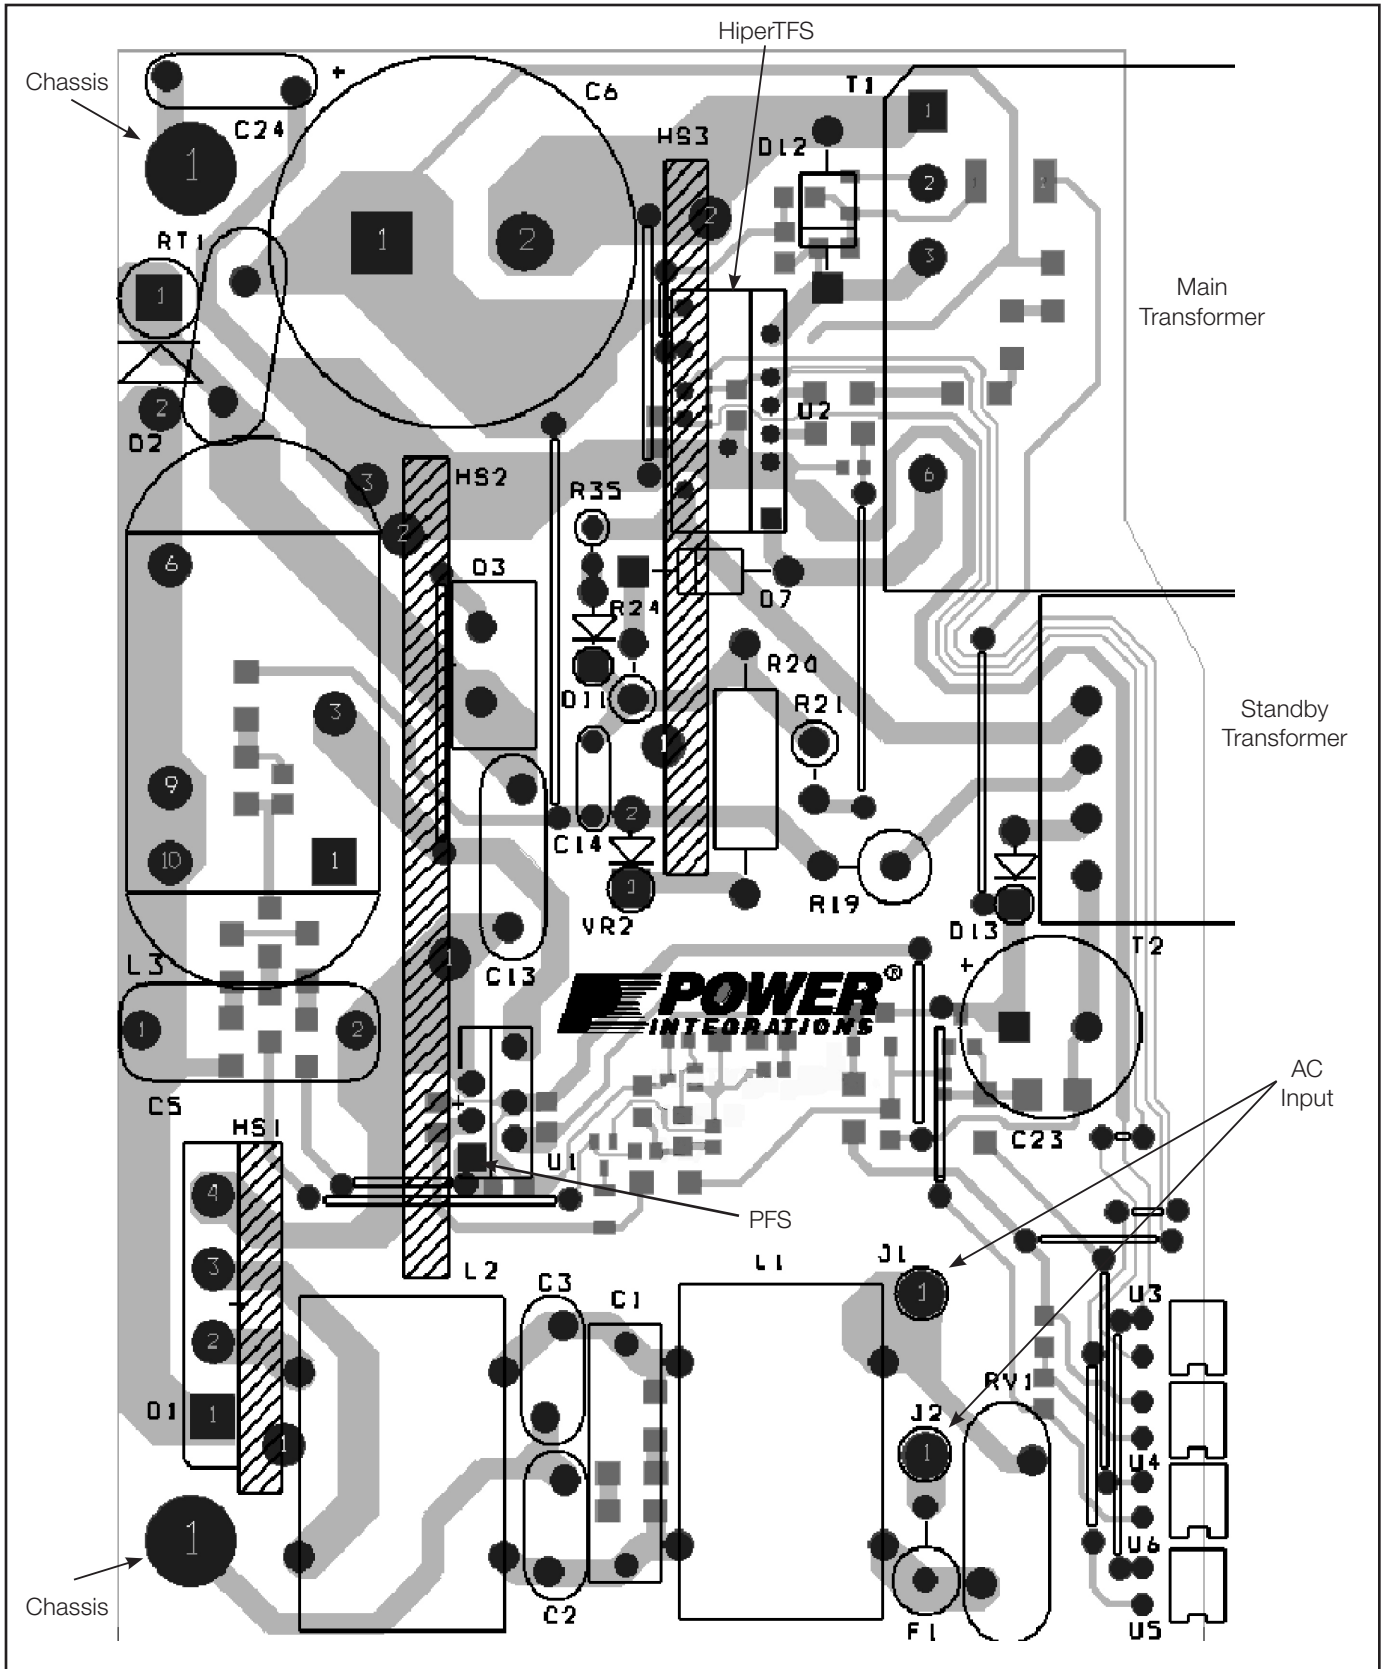 HiperTFS
Chassis
+
C24
1
C6
T1
HS3
D12
1
2
3
1
2
2
RT1
1
2
D2
Main
Transformer
U2
6
3
HS2
2
R35
6
D3
D7
R24
D11
R20
R21
3
Standby
Transformer
1
9
10
1
2
C14
1
VR2
R19
D13
T2
+
L3
1
C13
POWER®
INTEGRATIONS
1
2
C5
AC
Input
C23
HS1
+
U1
4
PFS
3
2
1
D1
1
L2
C3
C1
L1
J1
1
RV1
J2
1
U3
U4
U6
U5
1
Chassis
C2
F1